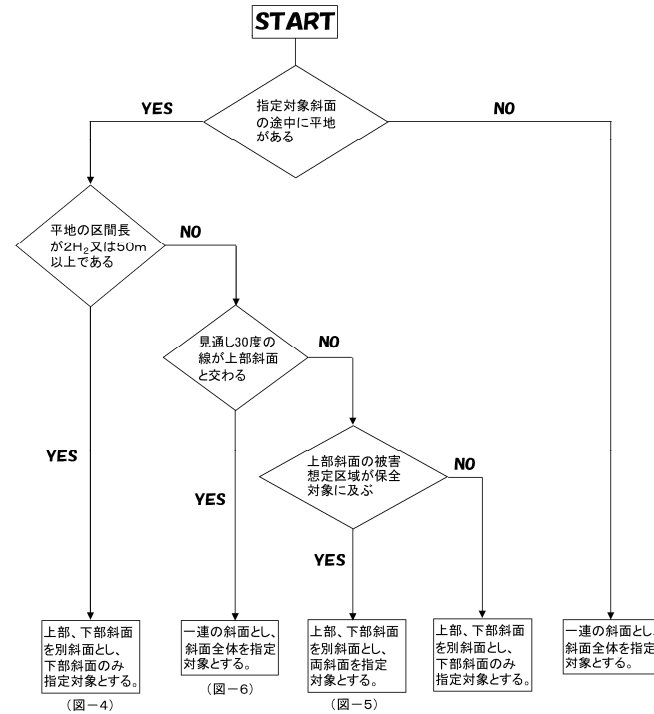 START
指定対象斜面
の途中に平地
がある
YES
NO
平地の区間長
が2H₂又は50m
以上である
NO
見通し30度の
線が上部斜面
と交わる
NO
YES
上部斜面の被害
想定区域が保全
対象に及ぶ
NO
YES
YES
上部、下部斜面
を別斜面とし、
下部斜面のみ
指定対象とする。
(図－4)
一連の斜面とし、
斜面全体を指定
対象とする。
(図－6)
上部、下部斜面
を別斜面とし、
両斜面を指定
対象とする。
(図－5)
上部、下部斜面
を別斜面とし、
下部斜面のみ
指定対象とする。
一連の斜面とし、
斜面全体を指定
対象とする。